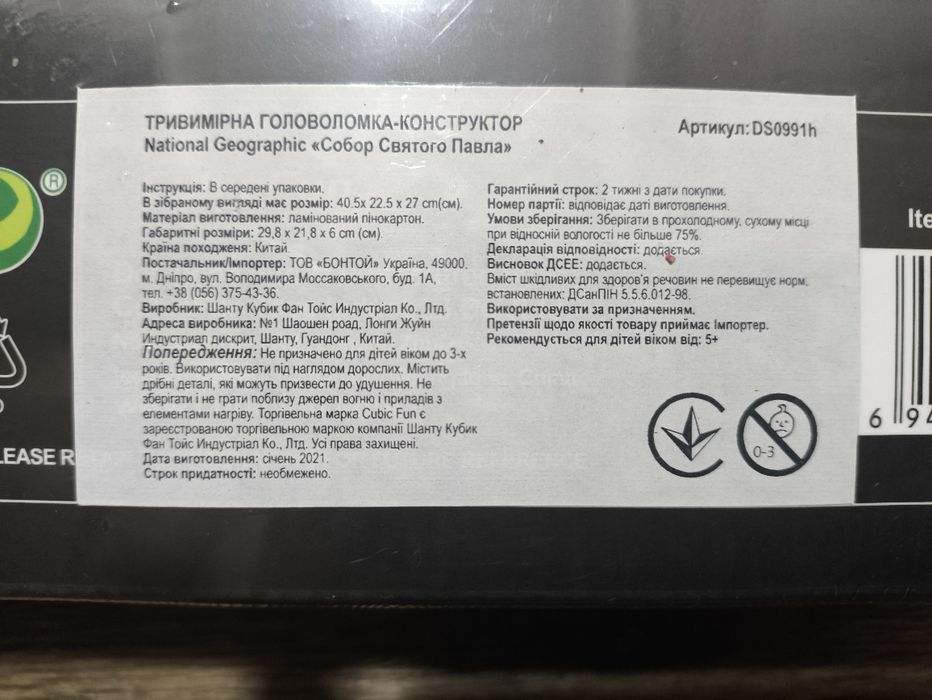 ТРИВИМІРНА ГОЛОВОЛОМКА-КОНСТРУКТОР
National Geographic «Собор Святого Павла»
Артикул: DS0991h
Інструкція: В середені упаковки.
В зібраному вигляді має розмір: 40.5х 22.5 х 27 cm(см).
Матеріал виготовлення: ламінований пінокартон.
Габаритні розміри: 29,8 х 21,8 х 6 cm (см).
Країна походженя: Китай.
Постачальник/Імпортер: ТОВ «БОНТОЙ» Україна, 49000,
м. Дніпро, вул. Володимира Моссаковського, буд. 1А,
тел. +38 (056) 375-43-36.
Виробник: Шанту Кубик Фан Тойс Индустріал Ко., Лтд.
Адреса виробника: №1 Шаошен роад, Лонги Жуйн
Индустриал дискрит, Шанту, Гуандонг , Китай.
Попередження: Не призначено для дітей віком до 3-х
років. Використовувати під наглядом дорослих. Містить
дрібні деталі, які можуть призвести до удушення. Не
зберігати і не грати поблизу джерел вогню і приладів з
елементами нагріву. Торгівельна марка Cubic Fun є
зареєстрованою торгівельною маркою компанії Шанту Кубик
Фан Тойс Индустріал Ко., Лтд. Усі права захищені.
Дата виготовлення: січень 2021.
Строк придатності: необмежено.
Гарантійний строк: 2 тижні з дати покупки.
Номер партії: відповідає даті виготовлення.
Умови зберігання: Зберігати в прохолодному, сухому місці
при відносній вологості не більше 75%.
Декларація відповідності: додається.
Висновок ДСЕЕ: додається.
Вміст шкідливих для здоров'я речовин не перевищує норм,
встановлених: ДСанПІН 5.5.6.012-98.
Використовувати за призначенням.
Претензії щодо якості товару приймає Імпортер.
Рекомендується для дітей віком від: 5+
0-3
®
LEASE R
Ite
6 94